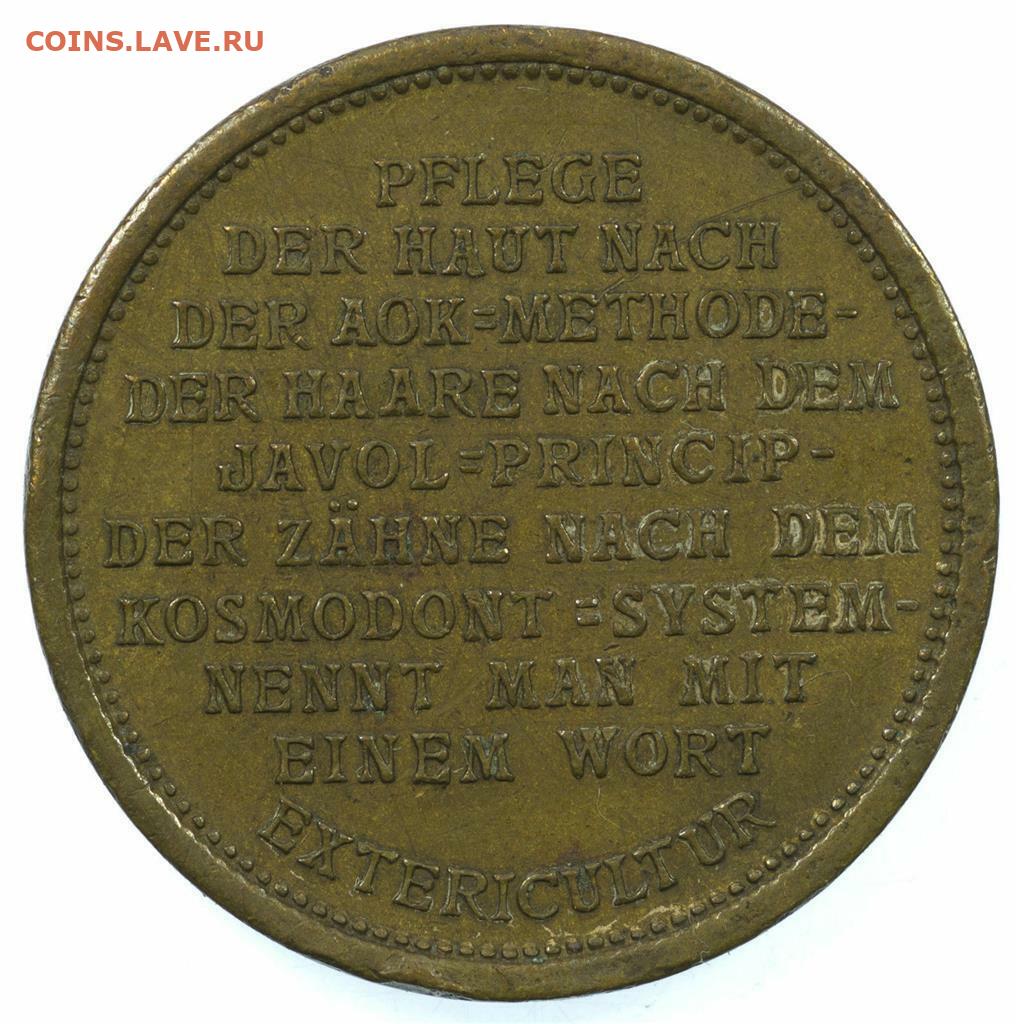 COINS.LAVE.RU
PFLEGE
DER HAUT NACH
DER AOK=METHODE-
DER HAARE NACH DEM
JAVOL=PRINCIP-
DER ZÄHNE NACH DEM
KOSMODONT=SYSTEM-
NENNT MAN MIT
EINEM WORT
EXTERICULTUR